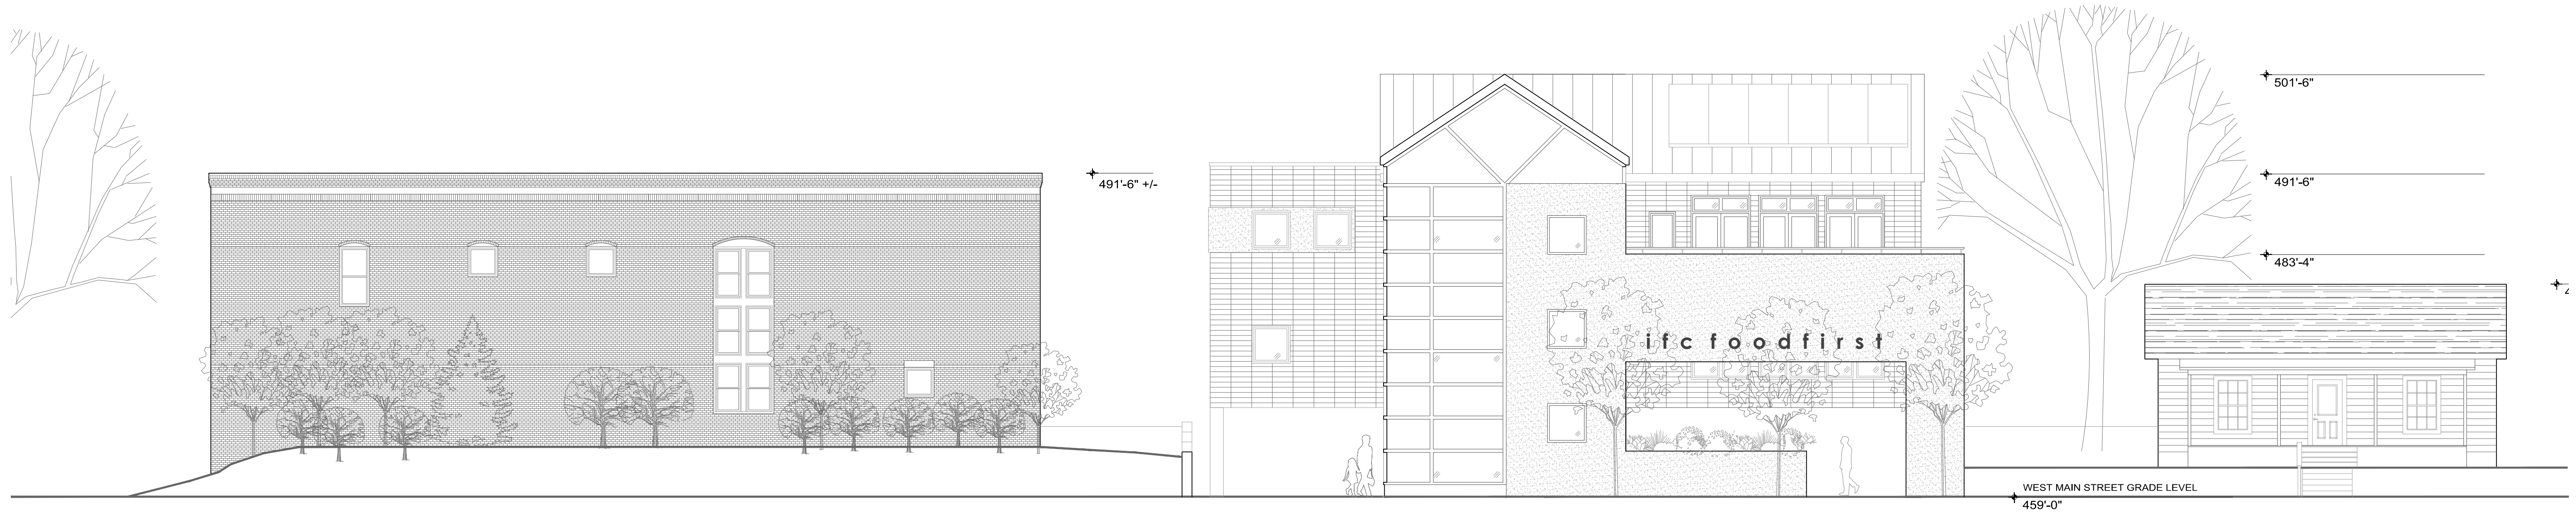 501'-6"
491'-6" +/-
491'-6"
483'-4"
ifc foodfirst
WEST MAIN STREET GRADE LEVEL
459'-0"